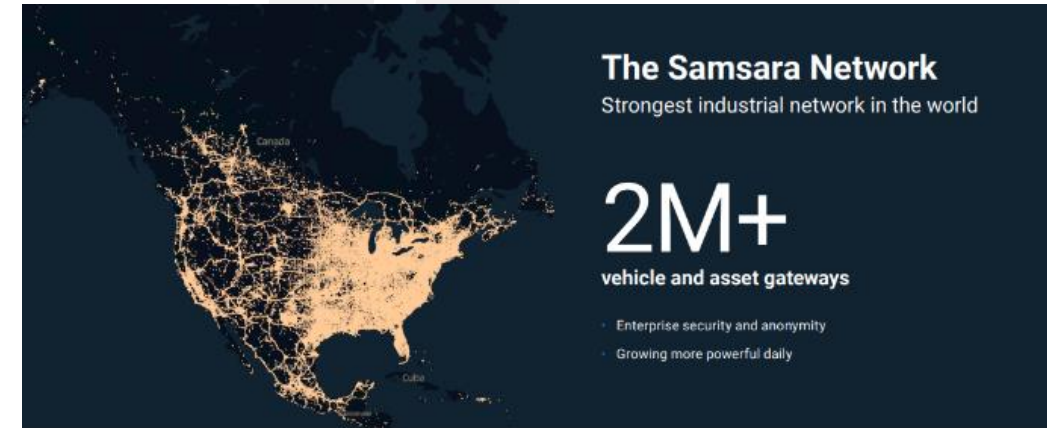 The Samsara Network
Strongest industrial network in the world
2M+
vehicle and asset gateways
Enterprise security and anonymity
Growing more powerful daily
Canada
Cuba